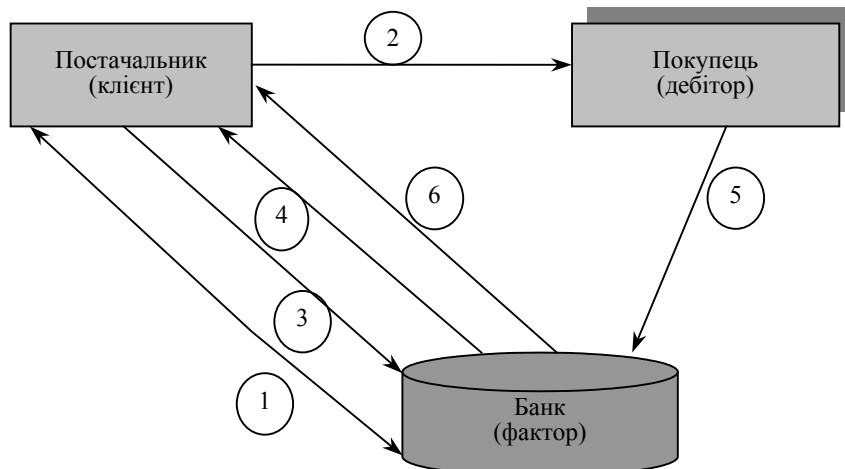 Постачальник
(клієнт)
2
Покупець
(дебітор)
4
6
5
3
1
Банк
(фактор)